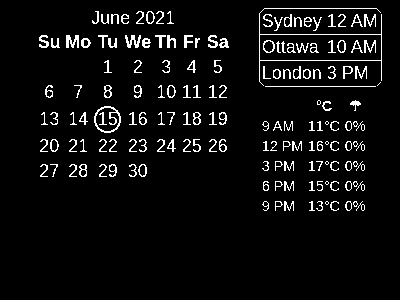 June 2021
Su Mo Tu We Th Fr Sa
1 2 3 4 5
6 7 8 9 10 11 12
13 14 15 16 17 18 19
20 21 22 23 24 25 26
27 28 29 30
Sydney 12 AM
Ottawa 10 AM
London 3 PM
°C ☂
9 AM 11°C 0%
12 PM 16°C 0%
3 PM 17°C 0%
6 PM 15°C 0%
9 PM 13°C 0%